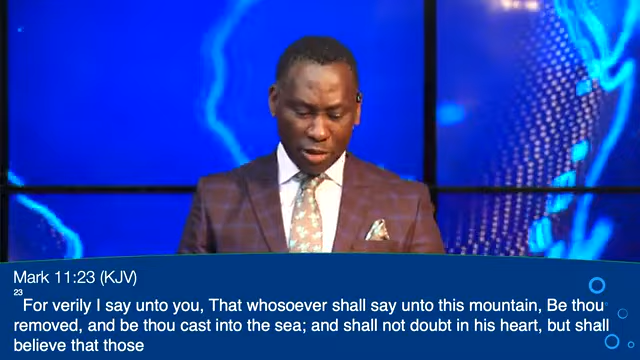 Mark 11:23 (KJV)
23
For verily I say unto you, That whosoever shall say unto this mountain, Be thou
removed, and be thou cast into the sea; and shall not doubt in his heart, but shall
believe that those